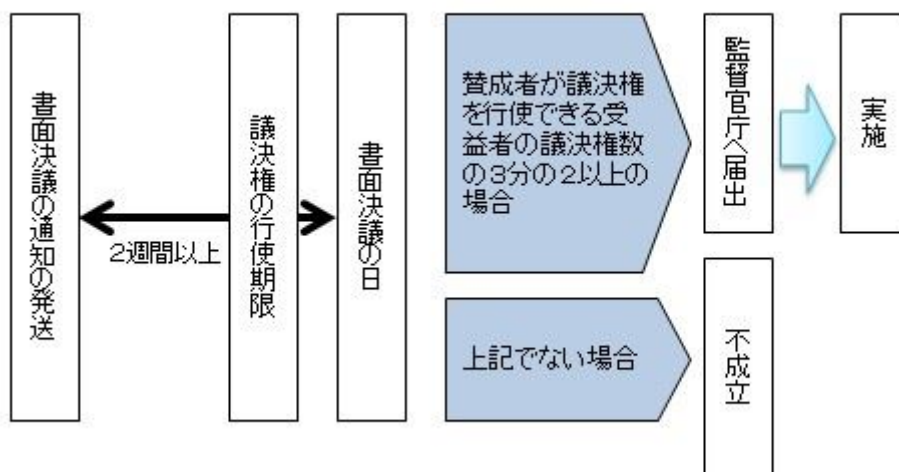 書面決議の通知の発送
2週間以上
議決権の行使期限
書面決議の日
賛成者が議決権
を行使できる受
益者の議決権数
の3分の2以上の
場合
監督官庁へ届出
実施
上記でない場合
不成立